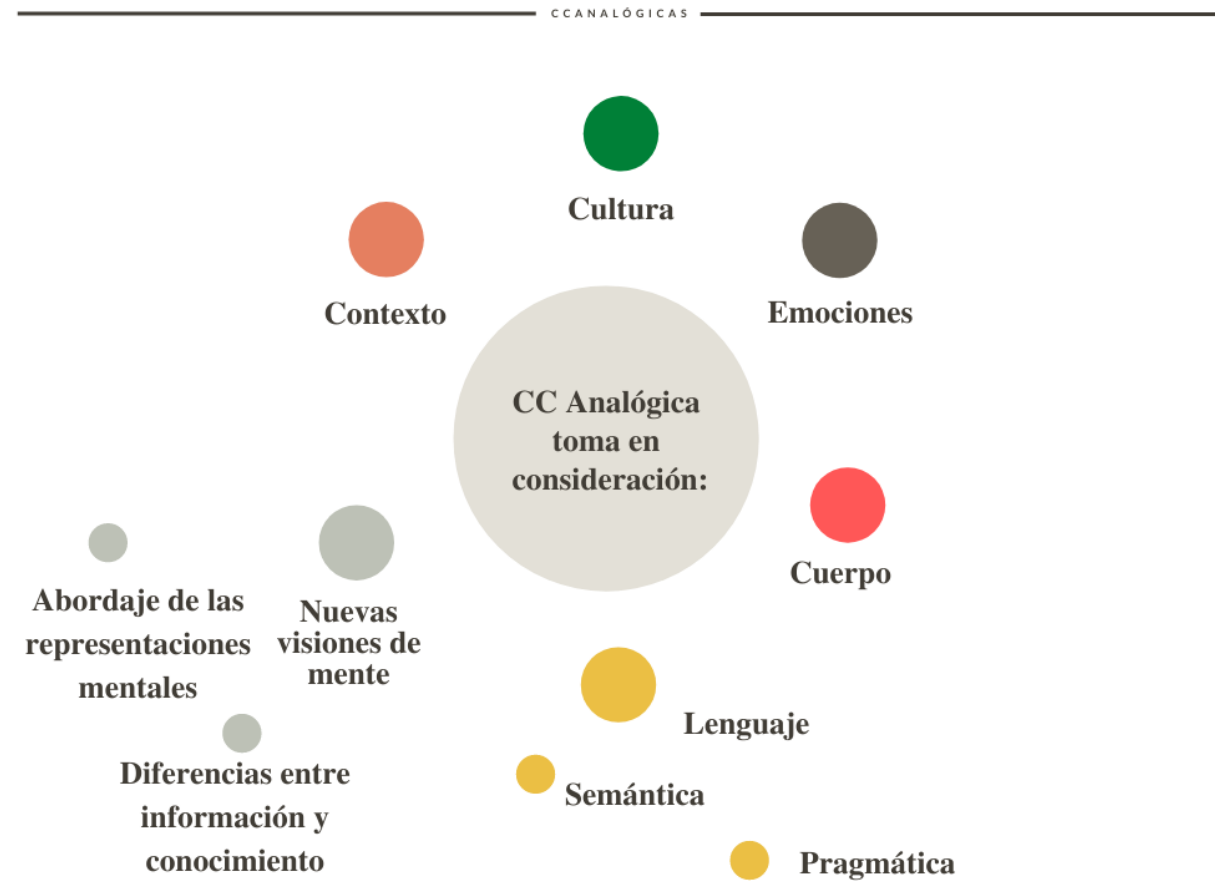 CCANALÓGICAS
Cultura
Contexto
Emociones
CC Analógica
toma en
consideración:
Cuerpo
Abordaje de las
representaciones
mentales
Nuevas
visiones de
mente
Diferencias entre
información y
conocimiento
Lenguaje
Semántica
Pragmática